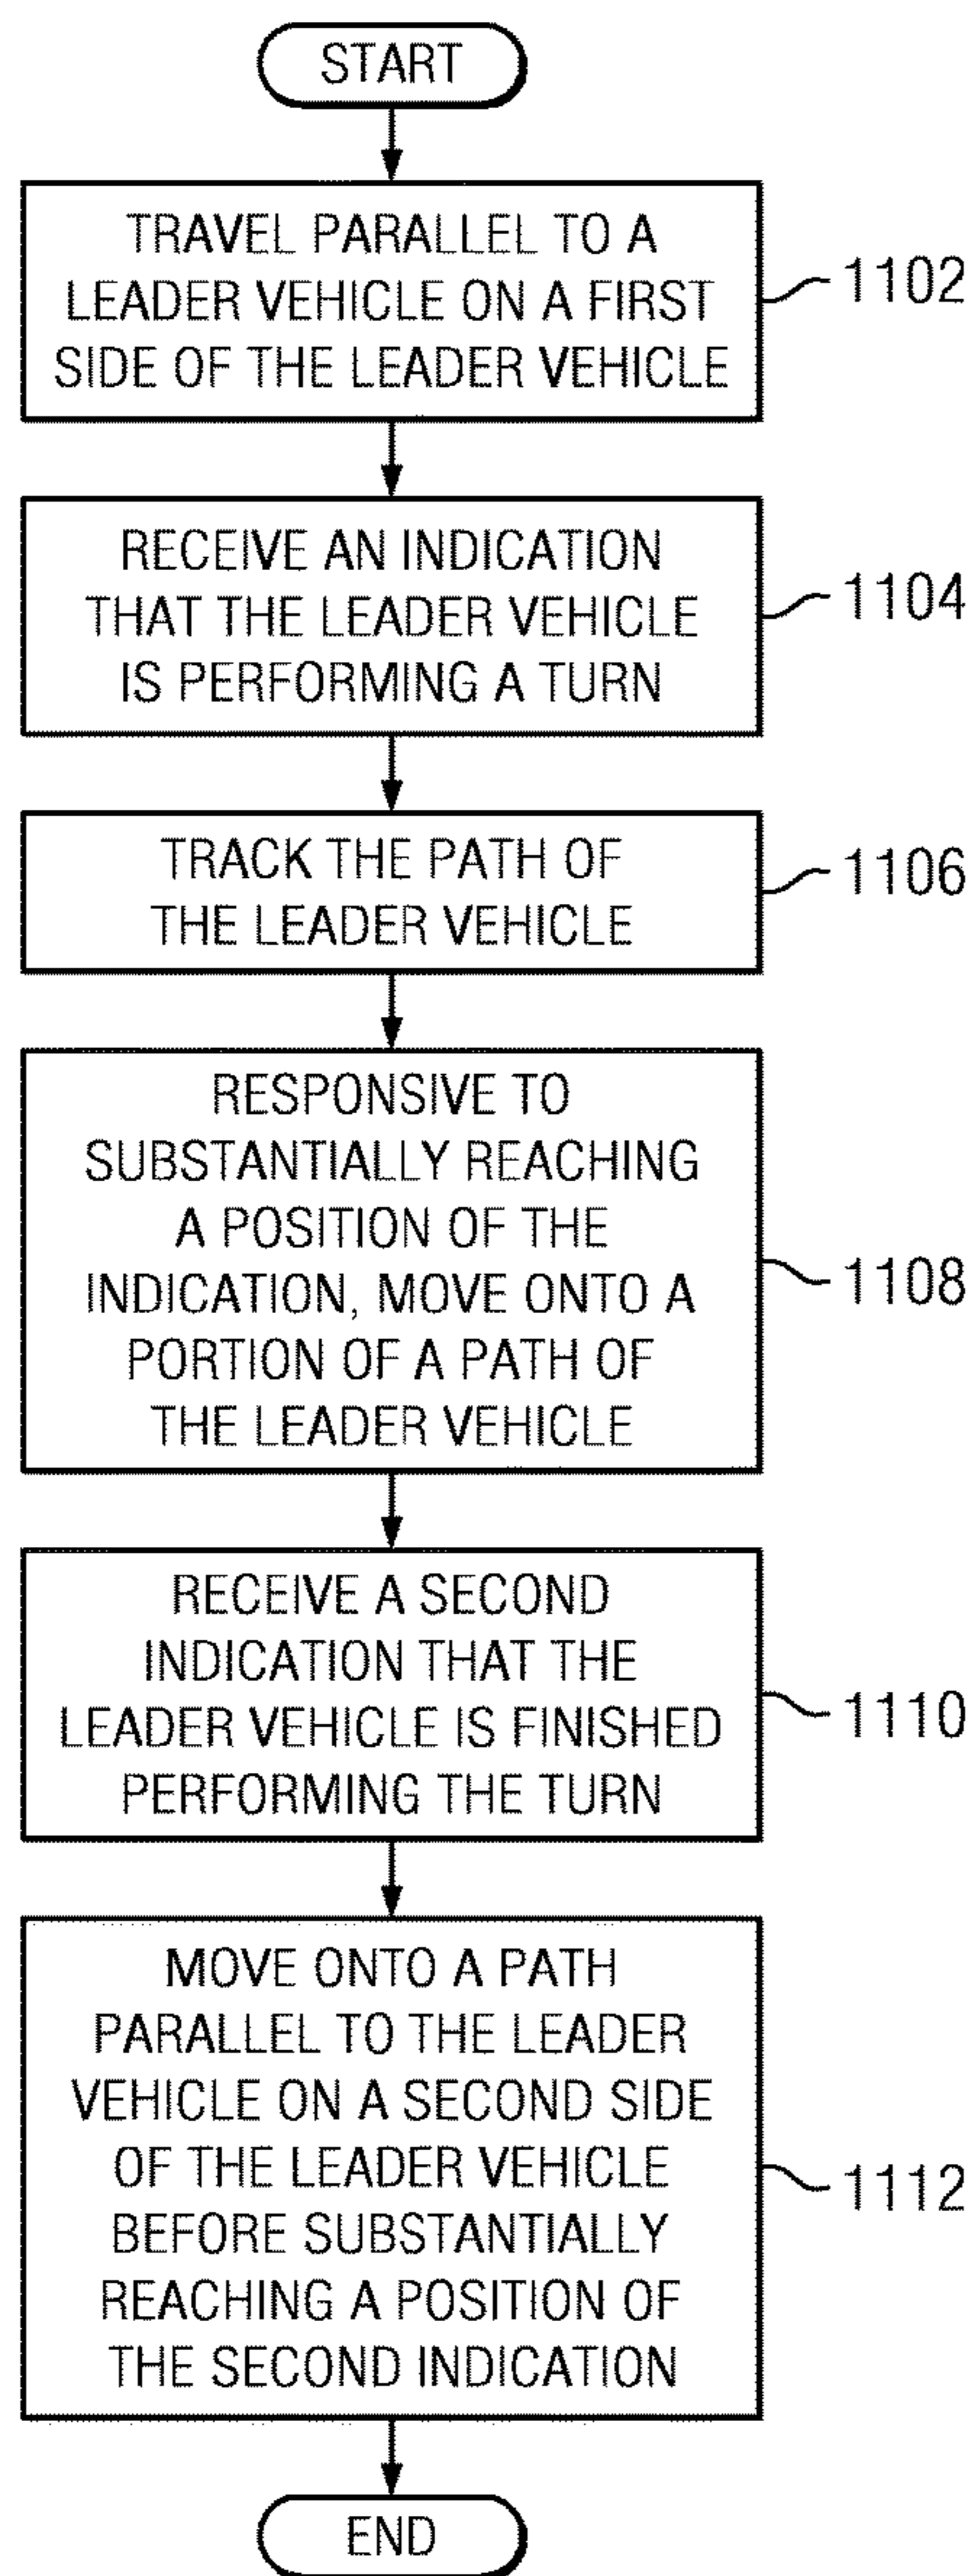 START
TRAVEL PARALLEL TO A
LEADER VEHICLE ON A FIRST
SIDE OF THE LEADER VEHICLE
1102
RECEIVE AN INDICATION
THAT THE LEADER VEHICLE
IS PERFORMING A TURN
1104
TRACK THE PATH OF
THE LEADER VEHICLE
1106
RESPONSIVE TO
SUBSTANTIALLY REACHING
A POSITION OF THE
INDICATION, MOVE ONTO A
PORTION OF A PATH OF
THE LEADER VEHICLE
1108
RECEIVE A SECOND
INDICATION THAT THE
LEADER VEHICLE IS FINISHED
PERFORMING THE TURN
1110
MOVE ONTO A PATH
PARALLEL TO THE LEADER
VEHICLE ON A SECOND SIDE
OF THE LEADER VEHICLE
BEFORE SUBSTANTIALLY
REACHING A POSITION OF
THE SECOND INDICATION
1112
END